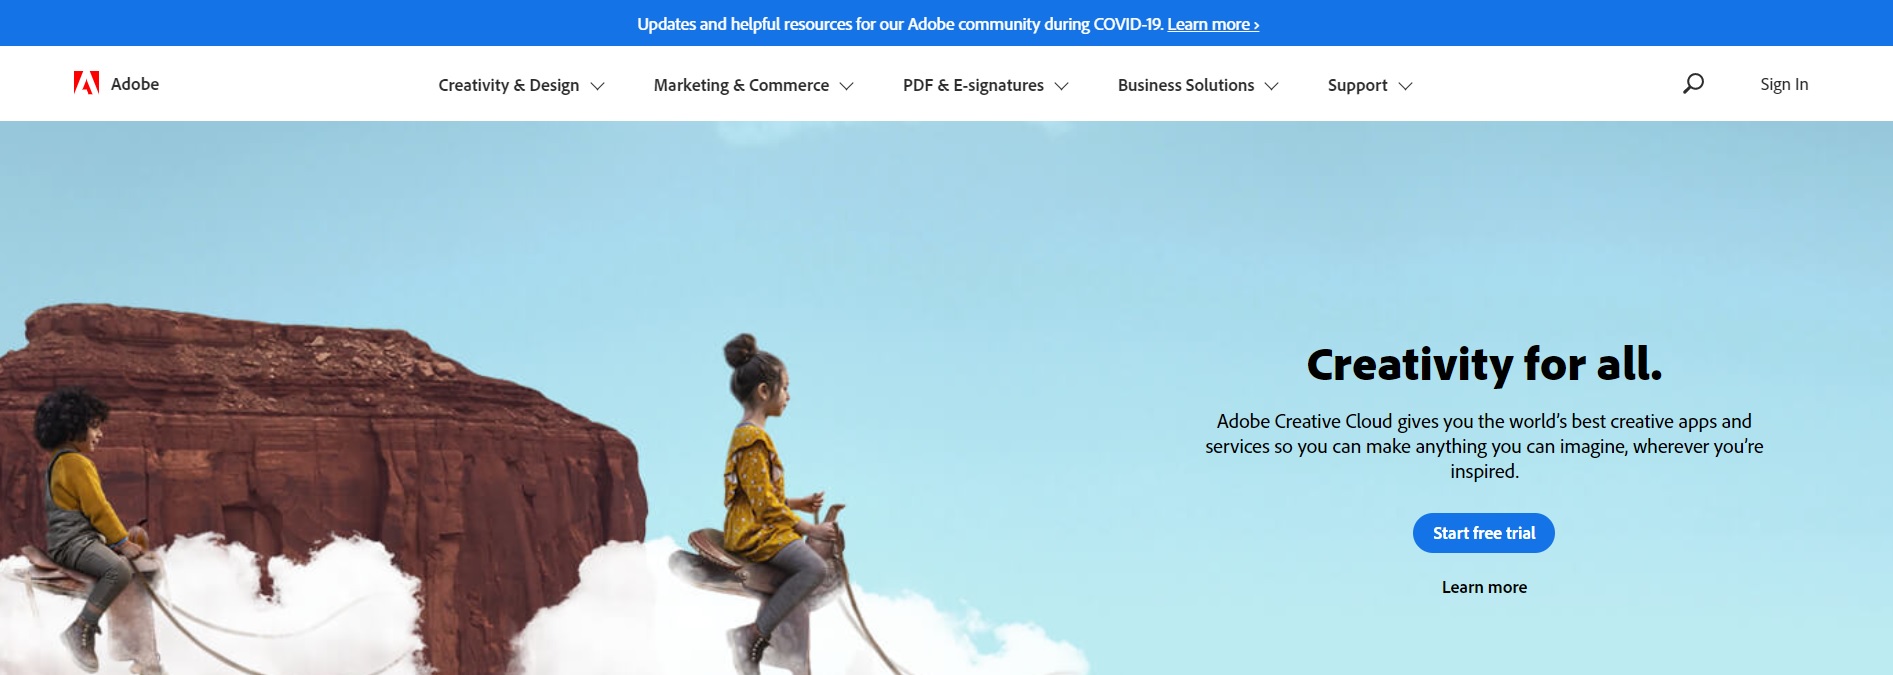 Updates and helpful resources for our Adobe community during COVID-19. Learn more ›
Adobe
Creativity & Design
Marketing & Commerce
PDF & E-signatures
Business Solutions
Support
Sign In
Creativity for all.
Adobe Creative Cloud gives you the world’s best creative apps and
services so you can make anything you can imagine, wherever you’re
inspired.
Start free trial
Learn more